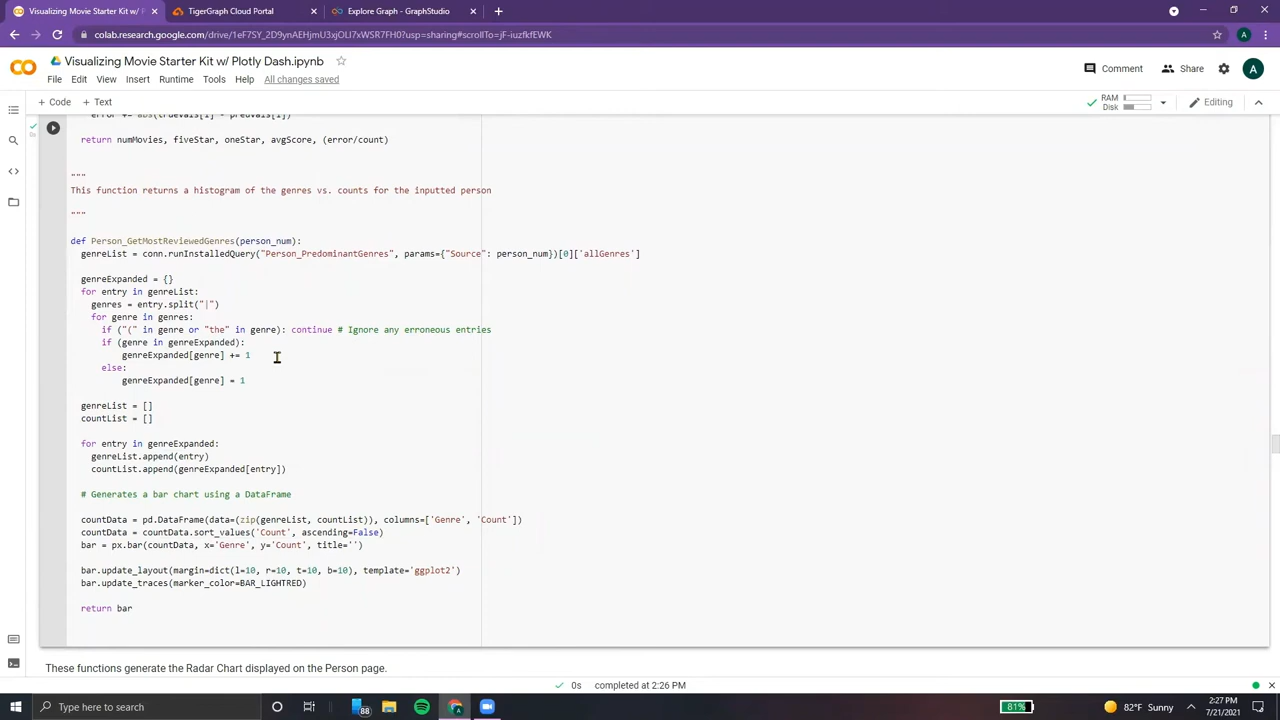 Visualizing Movie Starter Kit w/ P
TigerGraph Cloud Portal
Explore Graph - GraphStudio
colab.research.google.com/drive/1eF7SY_2D9ynAEHjmU3xjOLI7xWSR7FH0?usp=sharing#scrollTo=jF-iuzfkfEWK
A
Visualizing Movie Starter Kit w/ Plotly Dash.ipynb
File Edit View Insert Runtime Tools Help All changes saved
Comment Share A
+ Code + Text
RAM
Disk
Editing
return numMovies, fiveStar, oneStar, avgScore, (error/count)
"""
This function returns a histogram of the genres vs. counts for the inputted person
"""
def Person_GetMostReviewedGenres(person_num):
genreList = conn.runInstalledQuery("Person_PredominantGenres", params={"Source": person_num})[0]['allGenres']
genreExpanded = {}
for entry in genreList:
genres = entry.split("|")
for genre in genres:
if ("(" in genre or "the" in genre): continue # Ignore any erroneous entries
if (genre in genreExpanded):
genreExpanded[genre] += 1
else:
genreExpanded[genre] = 1
genreList = []
countList = []
for entry in genreExpanded:
genreList.append(entry)
countList.append(genreExpanded[entry])
# Generates a bar chart using a DataFrame
countData = pd.DataFrame(data=(zip(genreList, countList)), columns=['Genre', 'Count'])
countData = countData.sort_values('Count', ascending=False)
bar = px.bar(countData, x='Genre', y='Count', title='')
bar.update_layout(margin=dict(l=10, r=10, t=10, b=10), template='ggplot2')
bar.update_traces(marker_color=BAR_LIGHTRED)
return bar
These functions generate the Radar Chart displayed on the Person page.
0s completed at 2:26 PM
Type here to search
88
81%
82°F Sunny
2:27 PM
7/21/2021